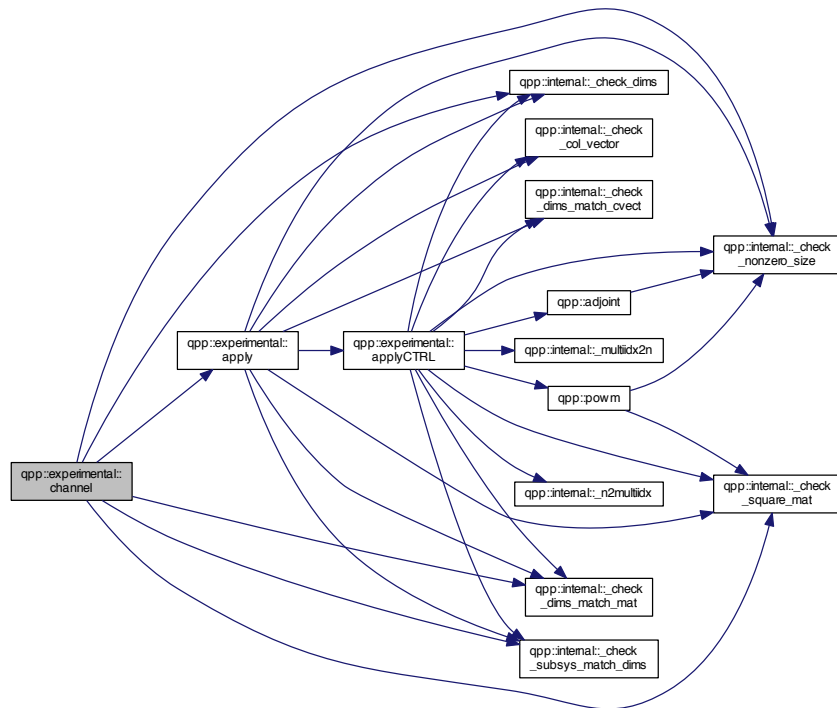 qpp::internal::_check_dims
qpp::internal::_check
_col_vector
qpp::internal::_check
_dims_match_cvect
qpp::internal::_check
_nonzero_size
qpp::adjoint
qpp::experimental::
apply
qpp::experimental::
applyCTRL
qpp::internal::_multiidx2n
qpp::powm
qpp::experimental::
channel
qpp::internal::_n2multiidx
qpp::internal::_check
_square_mat
qpp::internal::_check
_dims_match_mat
qpp::internal::_check
_subsys_match_dims